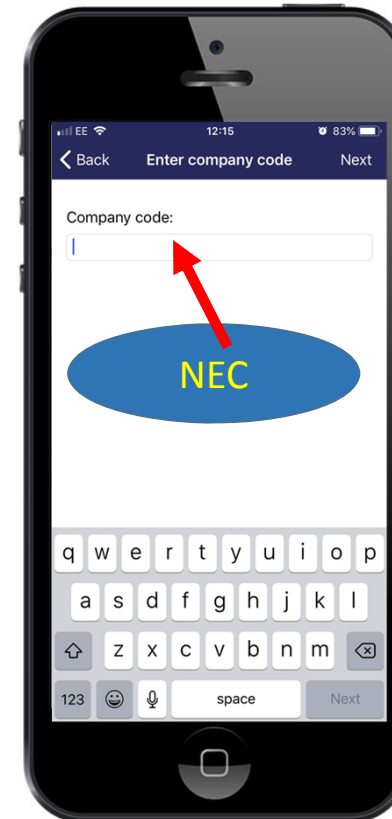 EE 12:15 83%
Back Enter company code Next
Company code:
NEC
q w e r t y u i o p
a s d f g h j k l
z x c v b n m
123 space Next